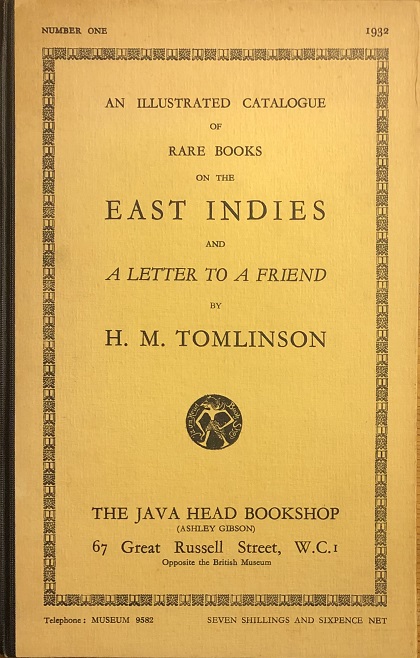 NUMBER ONE 1932
AN ILLUSTRATED CATALOGUE
OF
RARE BOOKS
ON THE
EAST INDIES
AND
A LETTER TO A FRIEND
BY
H. M. TOMLINSON
THE JAVA HEAD BOOKSHOP
(ASHLEY GIBSON)
67 Great Russell Street, W.C.1
Opposite the British Museum
Telephone: MUSEUM 9582 SEVEN SHILLINGS AND SIXPENCE NET